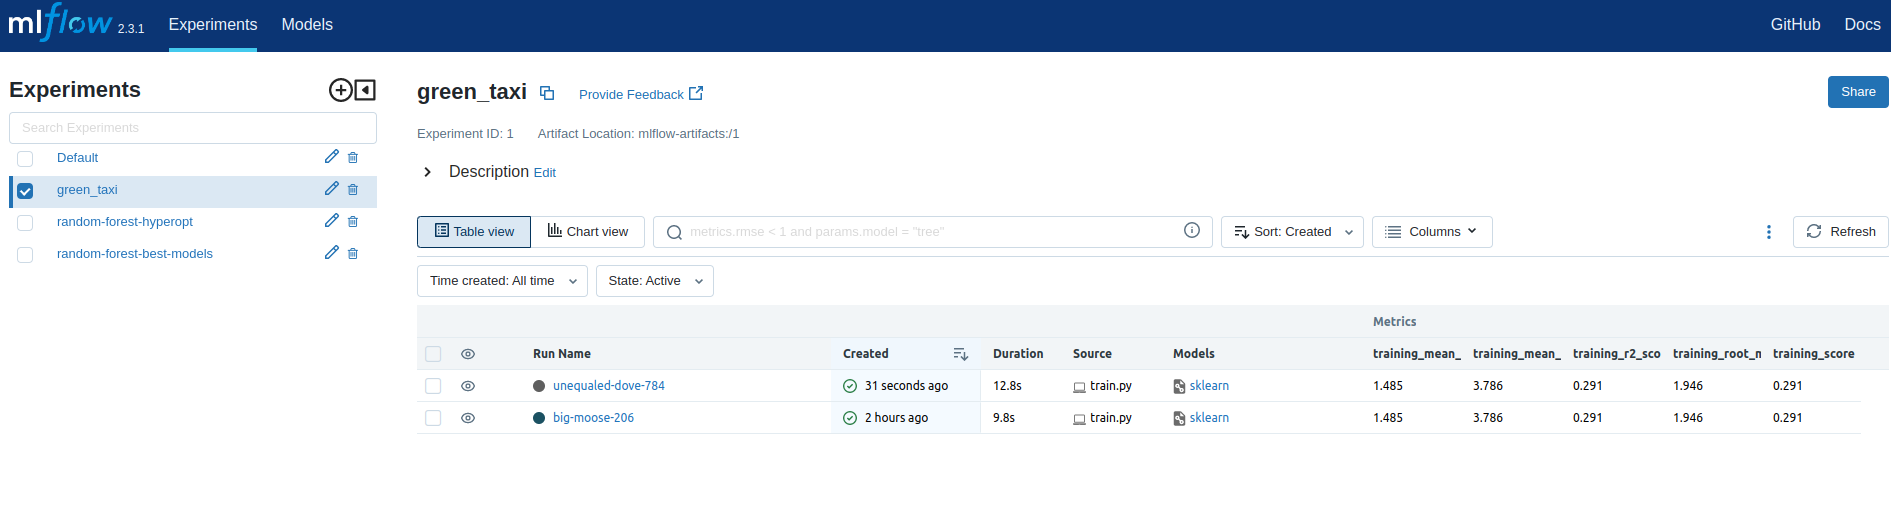 mlflow 2.3.1 Experiments Models GitHub Docs
Experiments
Search Experiments
Default
green_taxi
random-forest-hyperopt
random-forest-best-models
green_taxi Provide Feedback Share
Experiment ID: 1 Artifact Location: mlflow-artifacts:/1
Description Edit
Table view Chart view metrics.rmse < 1 and params.model = "tree" Sort: Created Columns Refresh
Time created: All time State: Active
Metrics
Run Name Created Duration Source Models training_mean_ training_mean_ training_r2_sco training_root_n training_score
unequaled-dove-784 31 seconds ago 12.8s train.py sklearn 1.485 3.786 0.291 1.946 0.291
big-moose-206 2 hours ago 9.8s train.py sklearn 1.485 3.786 0.291 1.946 0.291